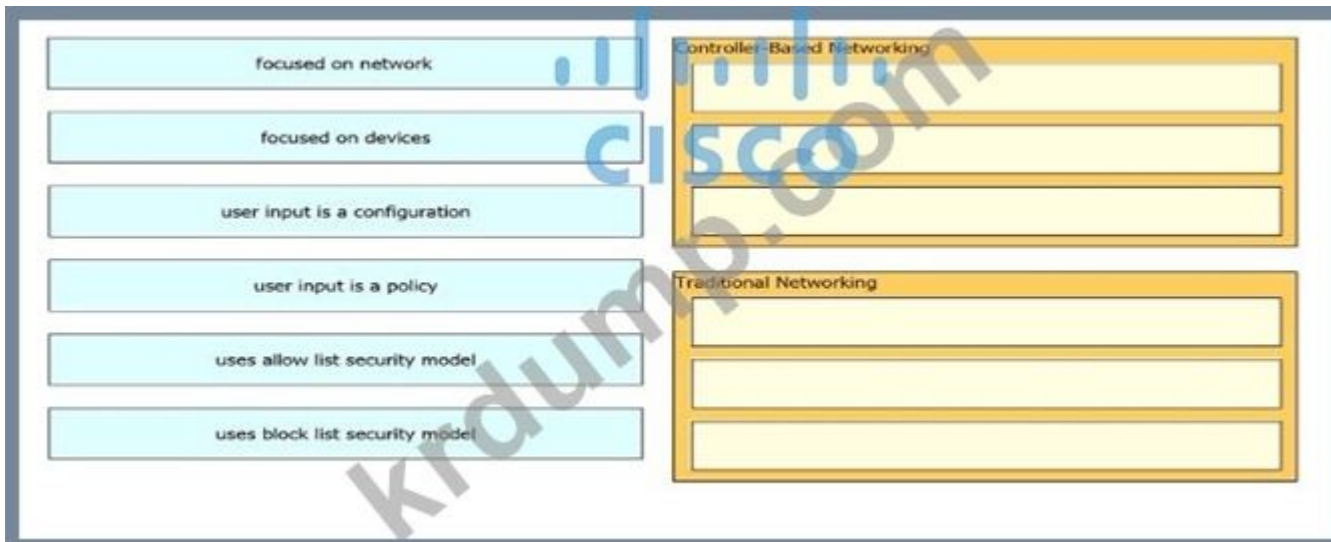 focused on network
focused on devices
user input is a configuration
user input is a policy
uses allow list security model
uses block list security model
Controller-Based Networking
Traditional Networking
CISCO
krdump.com